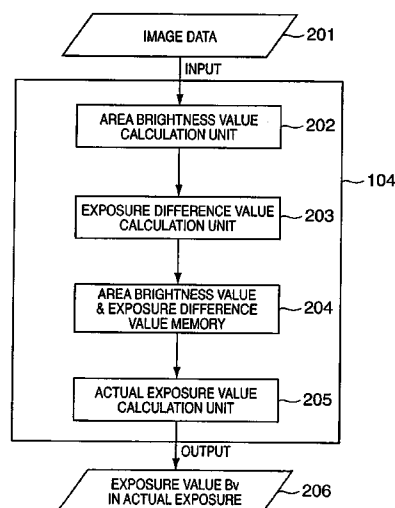 IMAGE DATA
201
INPUT
AREA BRIGHTNESS VALUE
CALCULATION UNIT
202
104
EXPOSURE DIFFERENCE VALUE
CALCULATION UNIT
203
AREA BRIGHTNESS VALUE
& EXPOSURE DIFFERENCE
VALUE MEMORY
204
ACTUAL EXPOSURE VALUE
CALCULATION UNIT
205
OUTPUT
EXPOSURE VALUE Bv
IN ACTUAL EXPOSURE
206